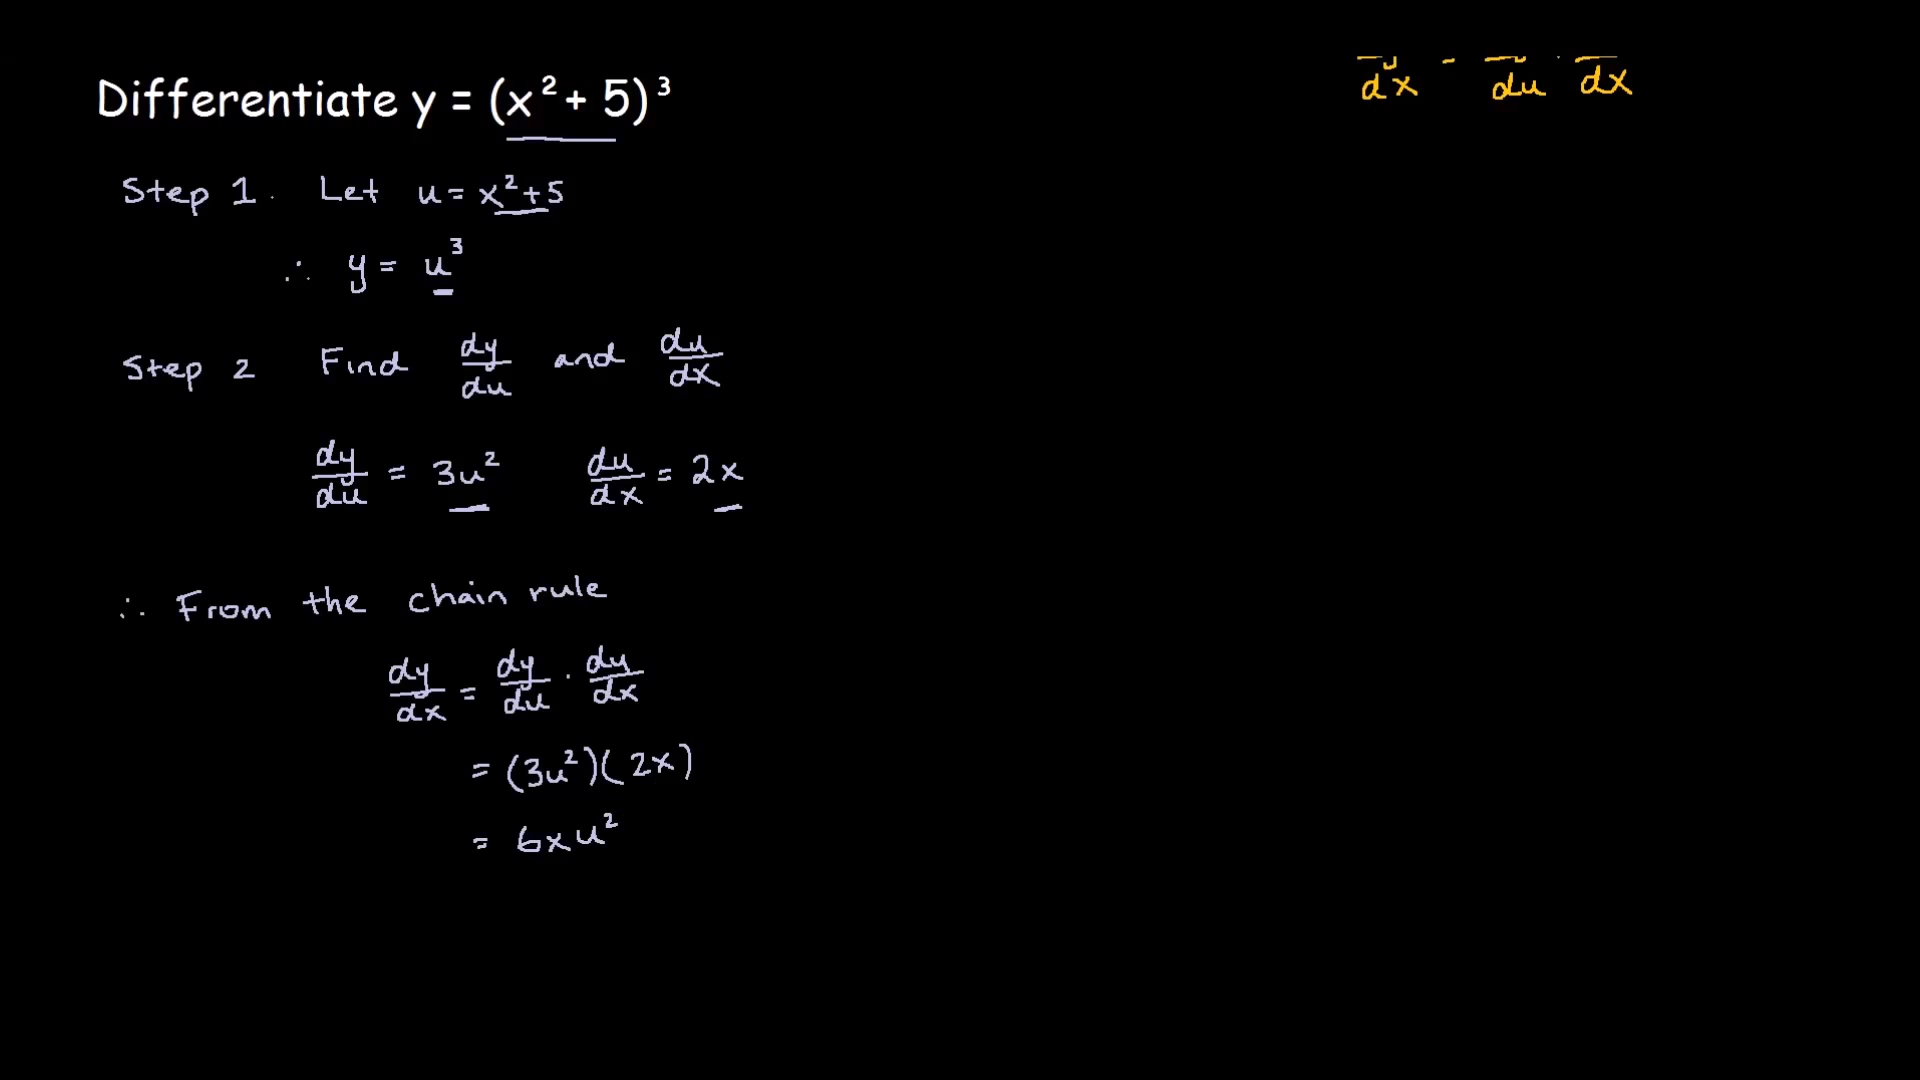 Differentiate y = (x² + 5)³
dx = du · dx
Step 1. Let u = x²+5
∴ y = u³
Step 2 Find dy/du and du/dx
dy/du = 3u² du/dx = 2x
∴ From the chain rule
dy/dx = dy/du · du/dx
= (3u²)(2x)
= 6xu²